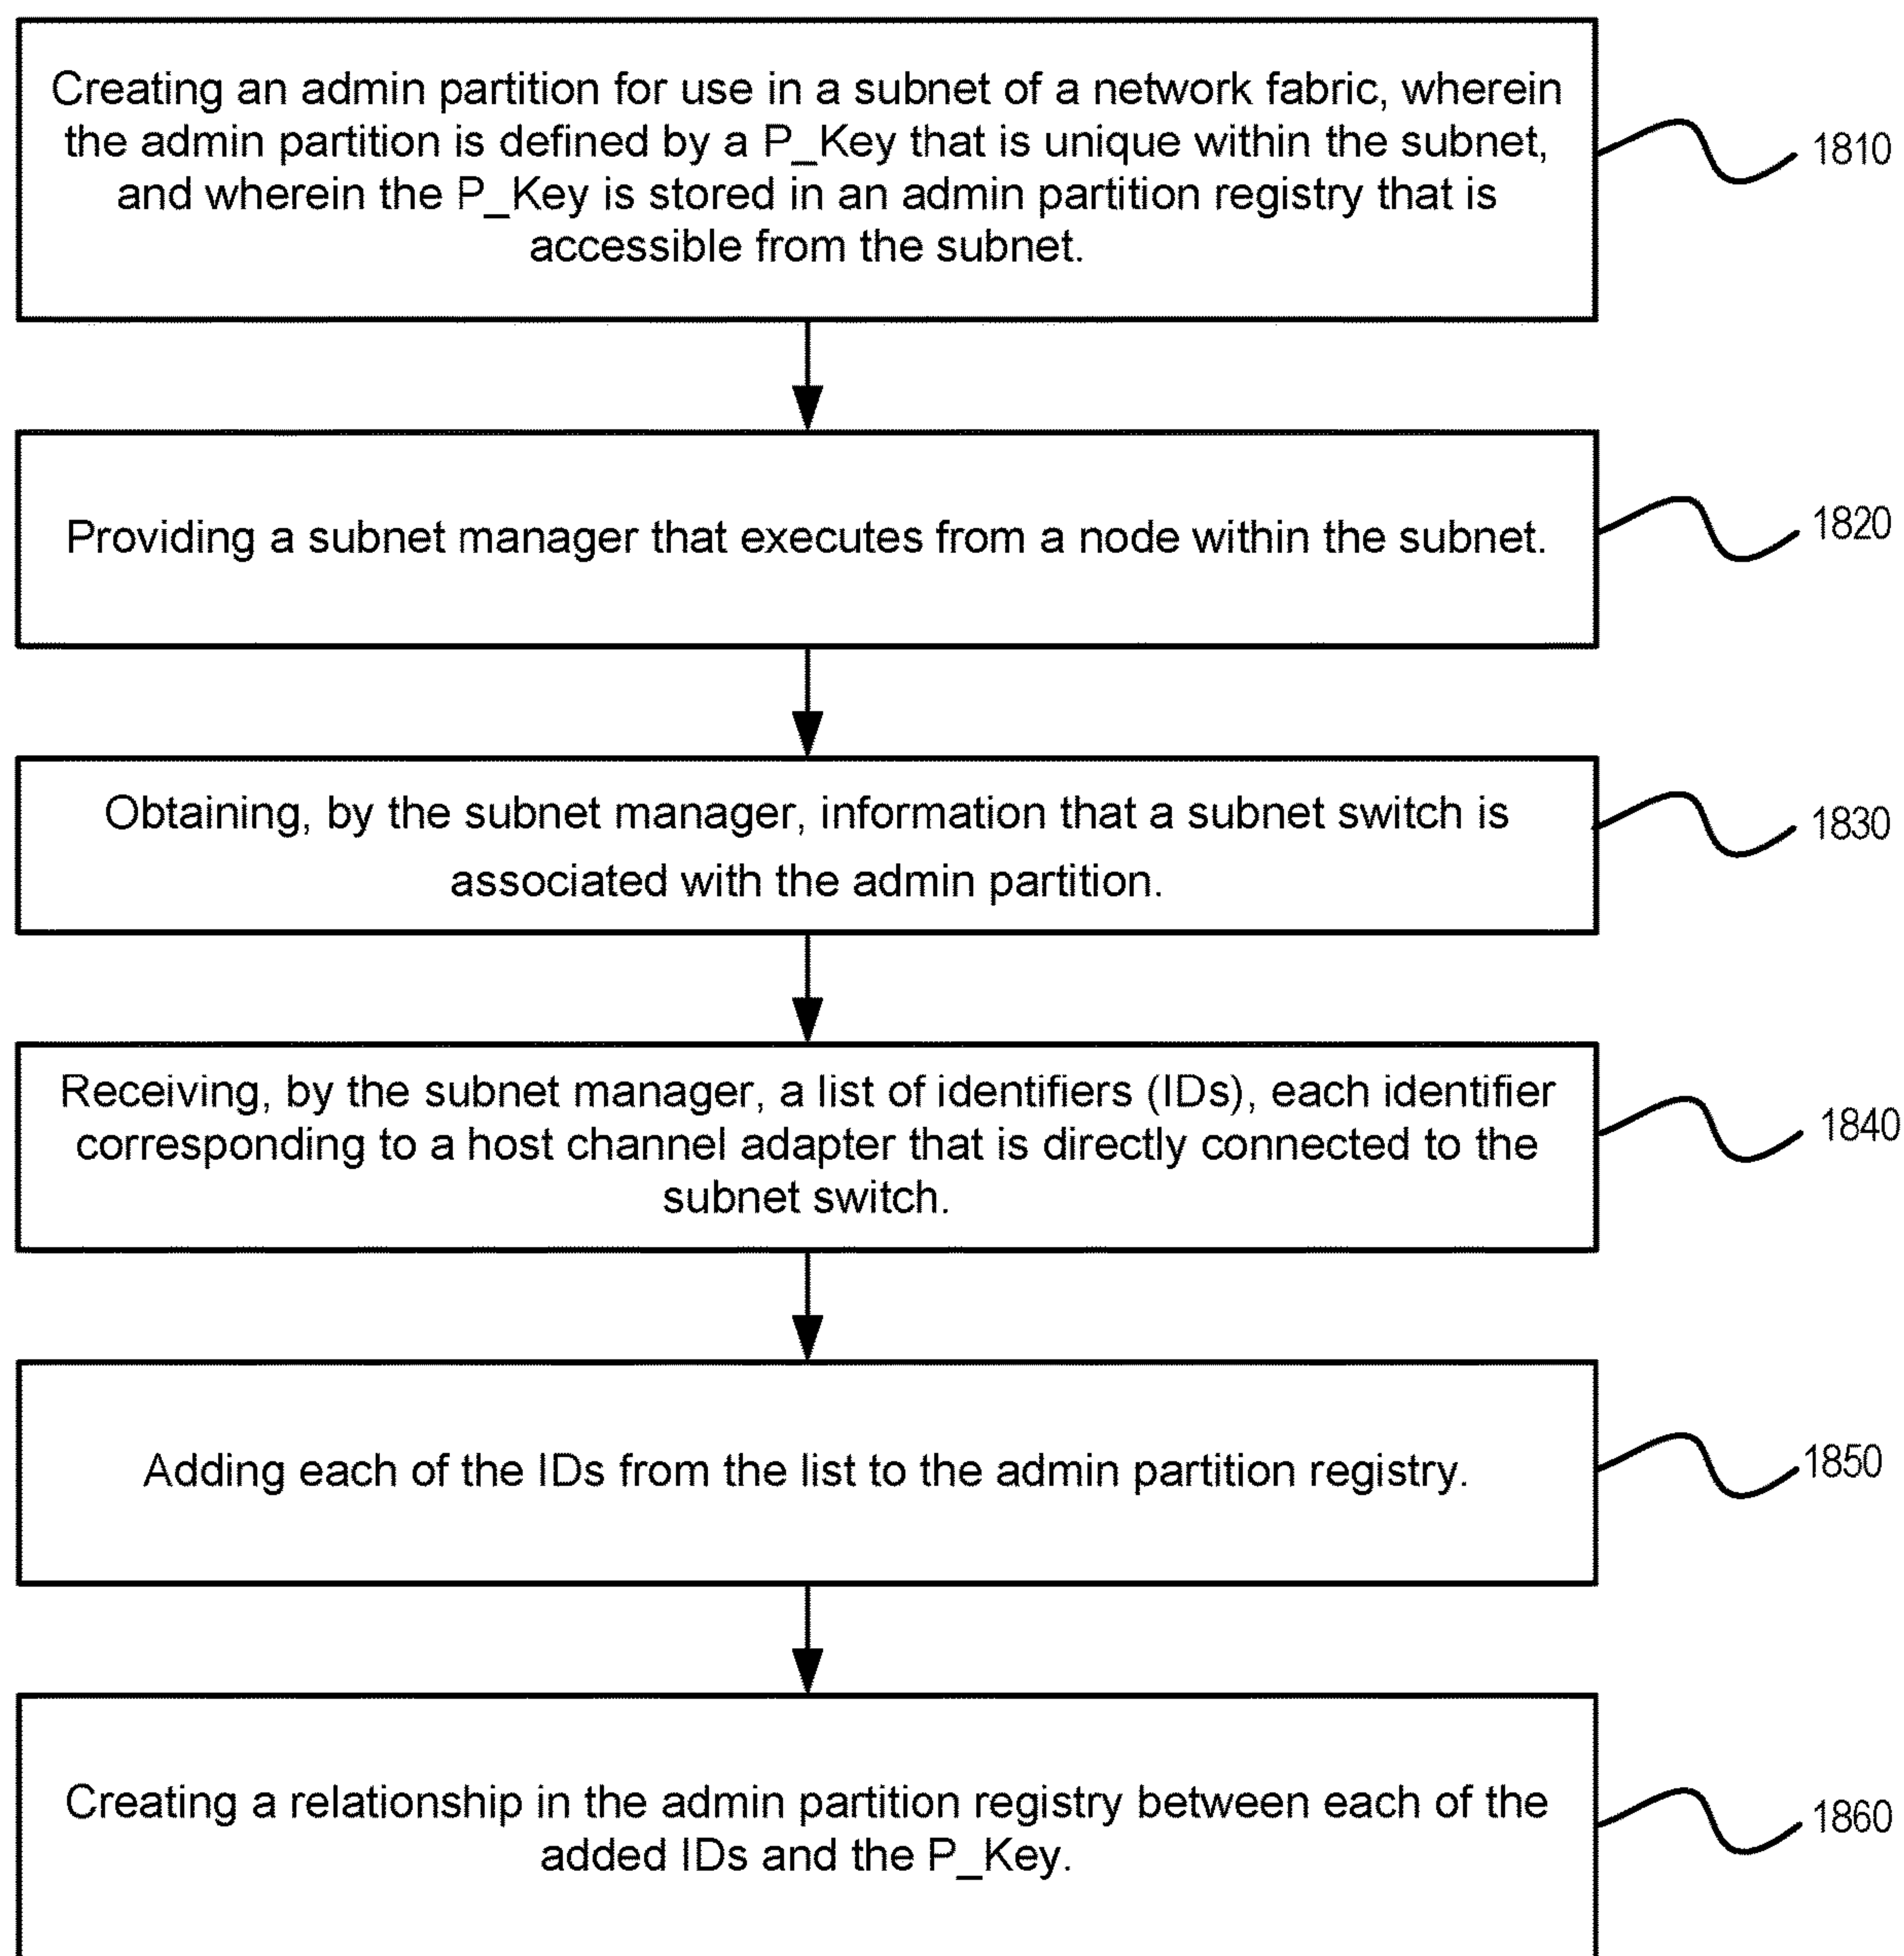 Creating an admin partition for use in a subnet of a network fabric, wherein
the admin partition is defined by a P_Key that is unique within the subnet,
and wherein the P_Key is stored in an admin partition registry that is
accessible from the subnet.
1810
Providing a subnet manager that executes from a node within the subnet.
1820
Obtaining, by the subnet manager, information that a subnet switch is
associated with the admin partition.
1830
Receiving, by the subnet manager, a list of identifiers (IDs), each identifier
corresponding to a host channel adapter that is directly connected to the
subnet switch.
1840
Adding each of the IDs from the list to the admin partition registry.
1850
Creating a relationship in the admin partition registry between each of the
added IDs and the P_Key.
1860